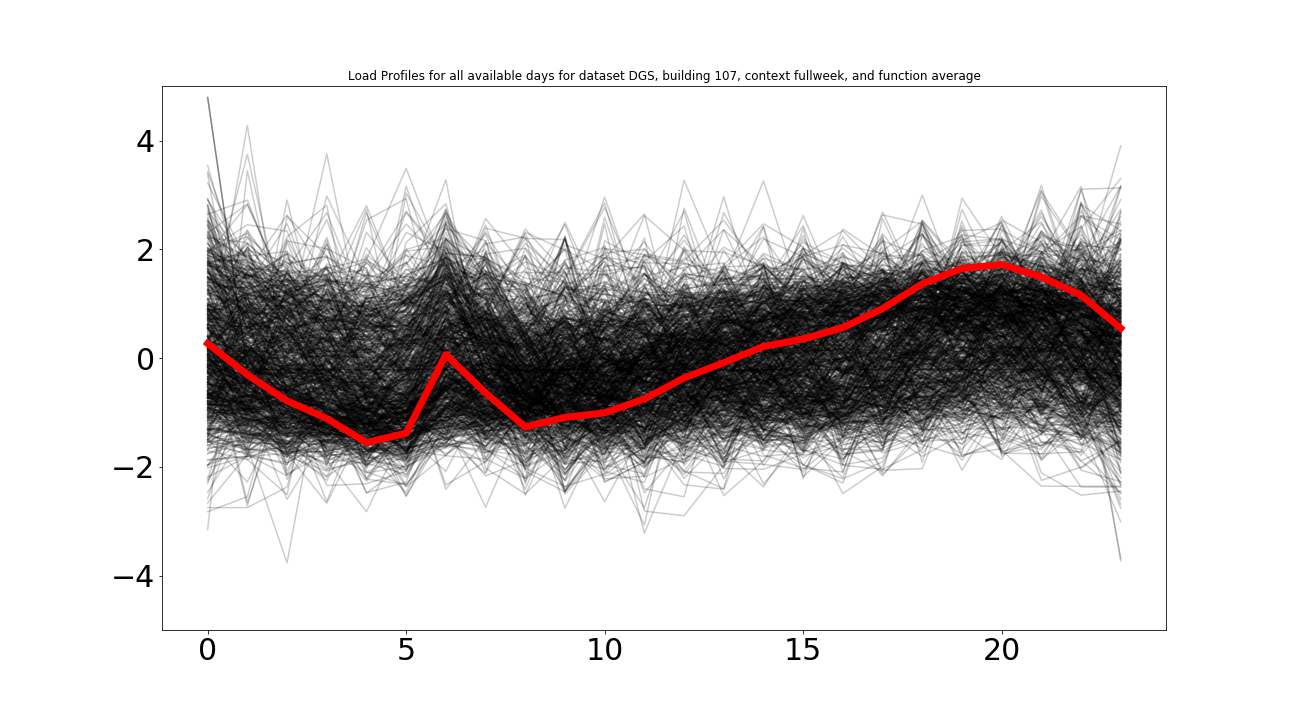 Load Profiles for all available days for dataset DGS, building 107, context fullweek, and function average
4
2
0
−2
−4
0 5 10 15 20